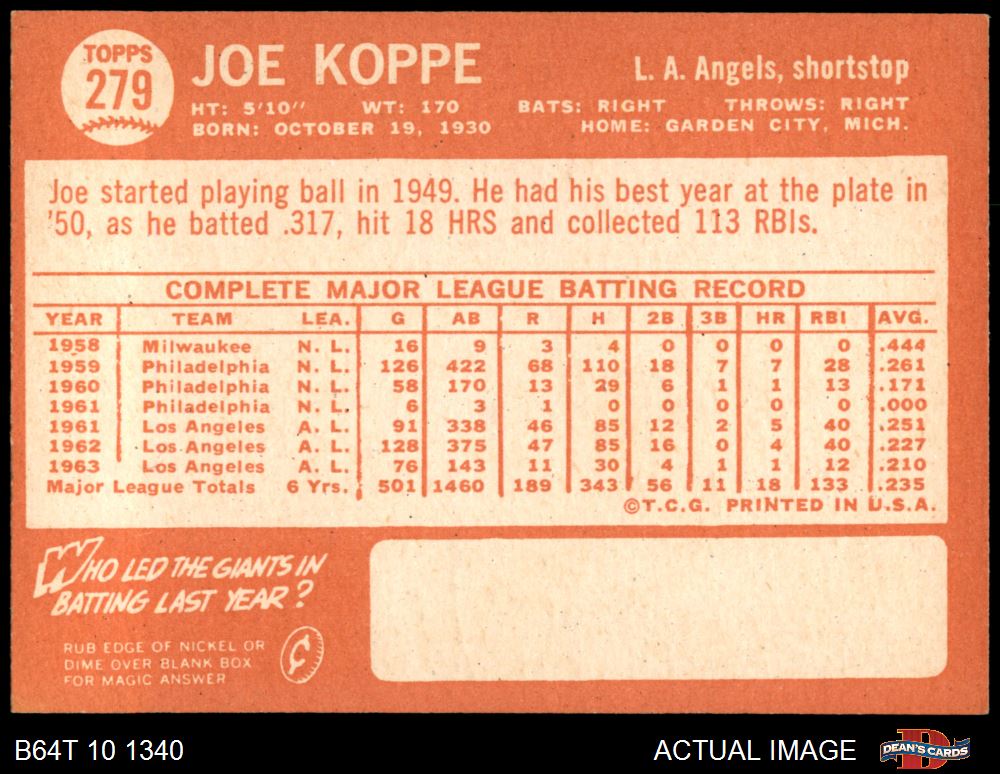 TOPPS
279
JOE KOPPE
L. A. Angels, shortstop
HT: 5'10" WT: 170 BATS: RIGHT THROWS: RIGHT
BORN: OCTOBER 19, 1930 HOME: GARDEN CITY, MICH.
Joe started playing ball in 1949. He had his best year at the plate in
'50, as he batted .317, hit 18 HRS and collected 113 RBIs.
COMPLETE MAJOR LEAGUE BATTING RECORD
YEAR TEAM LEA. G AB R H 2B 3B HR RBI AVG.
1958 Milwaukee N. L. 16 9 3 4 0 0 0 0 .444
1959 Philadelphia N. L. 126 422 68 110 18 7 7 28 .261
1960 Philadelphia N. L. 58 170 13 29 6 1 1 13 .171
1961 Philadelphia N. L. 6 3 1 0 0 0 0 0 .000
1961 Los Angeles A. L. 91 338 46 85 12 2 5 40 .251
1962 Los Angeles A. L. 128 375 47 85 16 0 4 40 .227
1963 Los Angeles A. L. 76 143 11 30 4 1 1 12 .210
Major League Totals 6 Yrs. 501 1460 189 343 56 11 18 133 .235
©T.C.G. PRINTED IN U.S.A.
WHO LED THE GIANTS IN
BATTING LAST YEAR?
RUB EDGE OF NICKEL OR
DIME OVER BLANK BOX
FOR MAGIC ANSWER
¢
B64T 10 1340 ACTUAL IMAGE DEAN'S CARDS